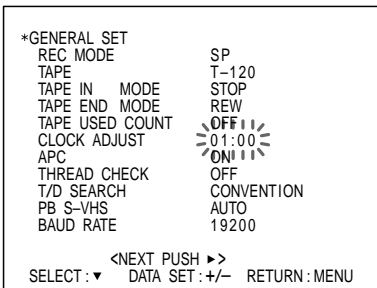 *GENERAL SET
REC MODE SP
TAPE T–120
TAPE IN MODE STOP
TAPE END MODE REW
TAPE USED COUNT OFF
CLOCK ADJUST 01:00
APC ON
THREAD CHECK OFF
T/D SEARCH CONVENTION
PB S–VHS AUTO
BAUD RATE 19200
<NEXT PUSH ►>
SELECT:▼ DATA SET:+/– RETURN:MENU